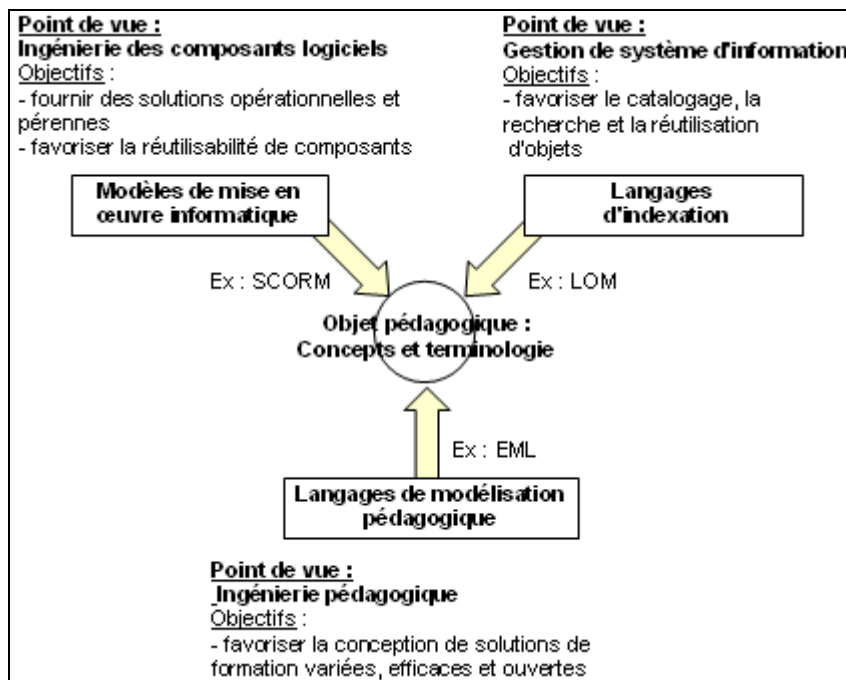 Point de vue :
Ingénierie des composants logiciels
Objectifs :
- fournir des solutions opérationnelles et
pérennes
- favoriser la réutilisabilité de composants
Point de vue :
Gestion de système d'information
Objectifs :
- favoriser le catalogage, la
recherche et la réutilisation
d'objets
Modèles de mise en
œuvre informatique
Langages
d'indexation
Ex : SCORM
Ex : LOM
Objet pédagogique :
Concepts et terminologie
Ex : EML
Langages de modélisation
pédagogique
Point de vue :
Ingénierie pédagogique
Objectifs :
- favoriser la conception de solutions de
formation variées, efficaces et ouvertes